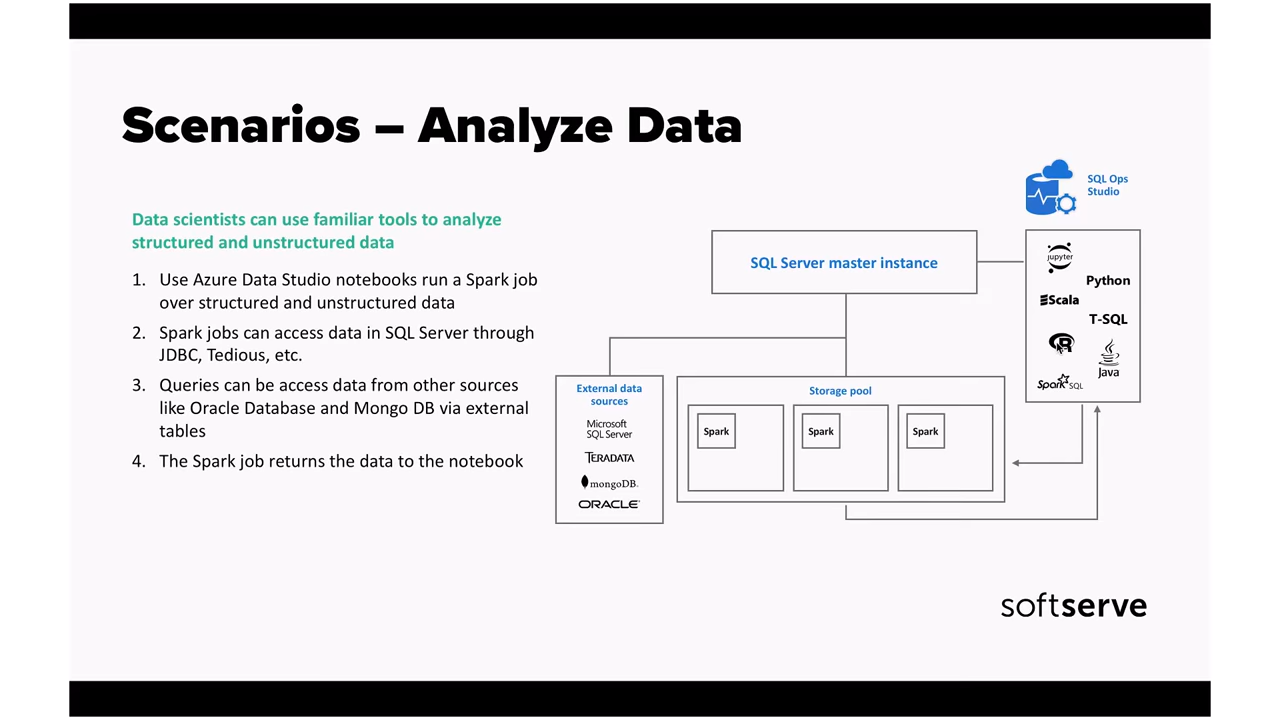 Scenarios – Analyze Data
Data scientists can use familiar tools to analyze
structured and unstructured data
1. Use Azure Data Studio notebooks run a Spark job
over structured and unstructured data
2. Spark jobs can access data in SQL Server through
JDBC, Tedious, etc.
3. Queries can be access data from other sources
like Oracle Database and Mongo DB via external
tables
4. The Spark job returns the data to the notebook
SQL Ops
Studio
SQL Server master instance
jupyter
Python
Scala
T-SQL
R
Java
Spark SQL
External data
sources
Microsoft
SQL Server
TERADATA
mongoDB.
ORACLE
Storage pool
Spark
Spark
Spark
softserve